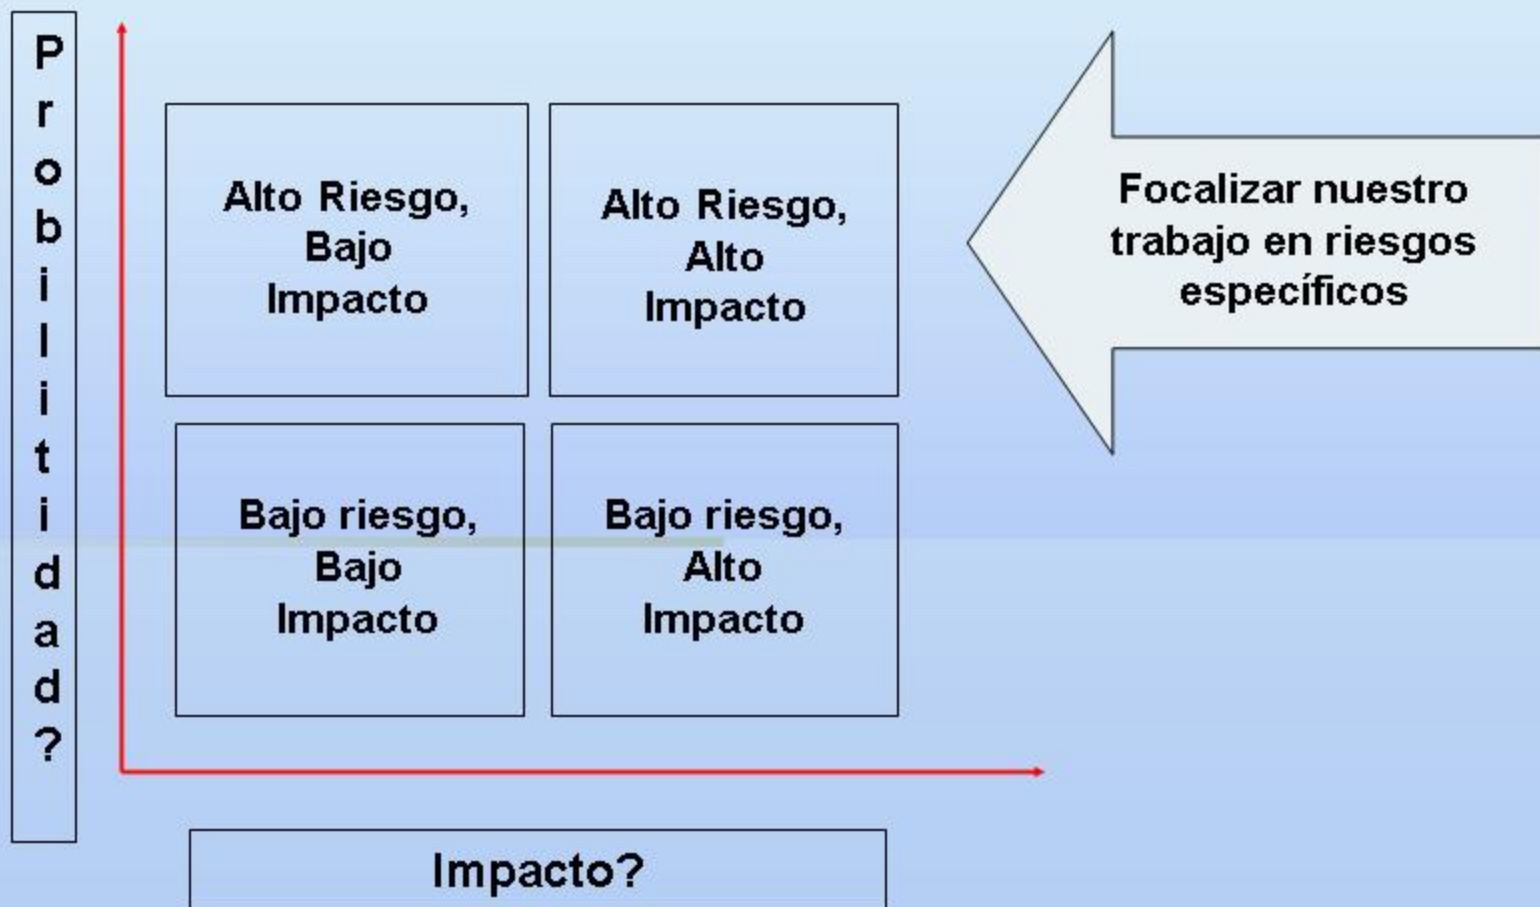 Probilitidad?
Alto Riesgo,
Bajo
Impacto
Alto Riesgo,
Alto
Impacto
Focalizar nuestro
trabajo en riesgos
específicos
Bajo riesgo,
Bajo
Impacto
Bajo riesgo,
Alto
Impacto
Impacto?